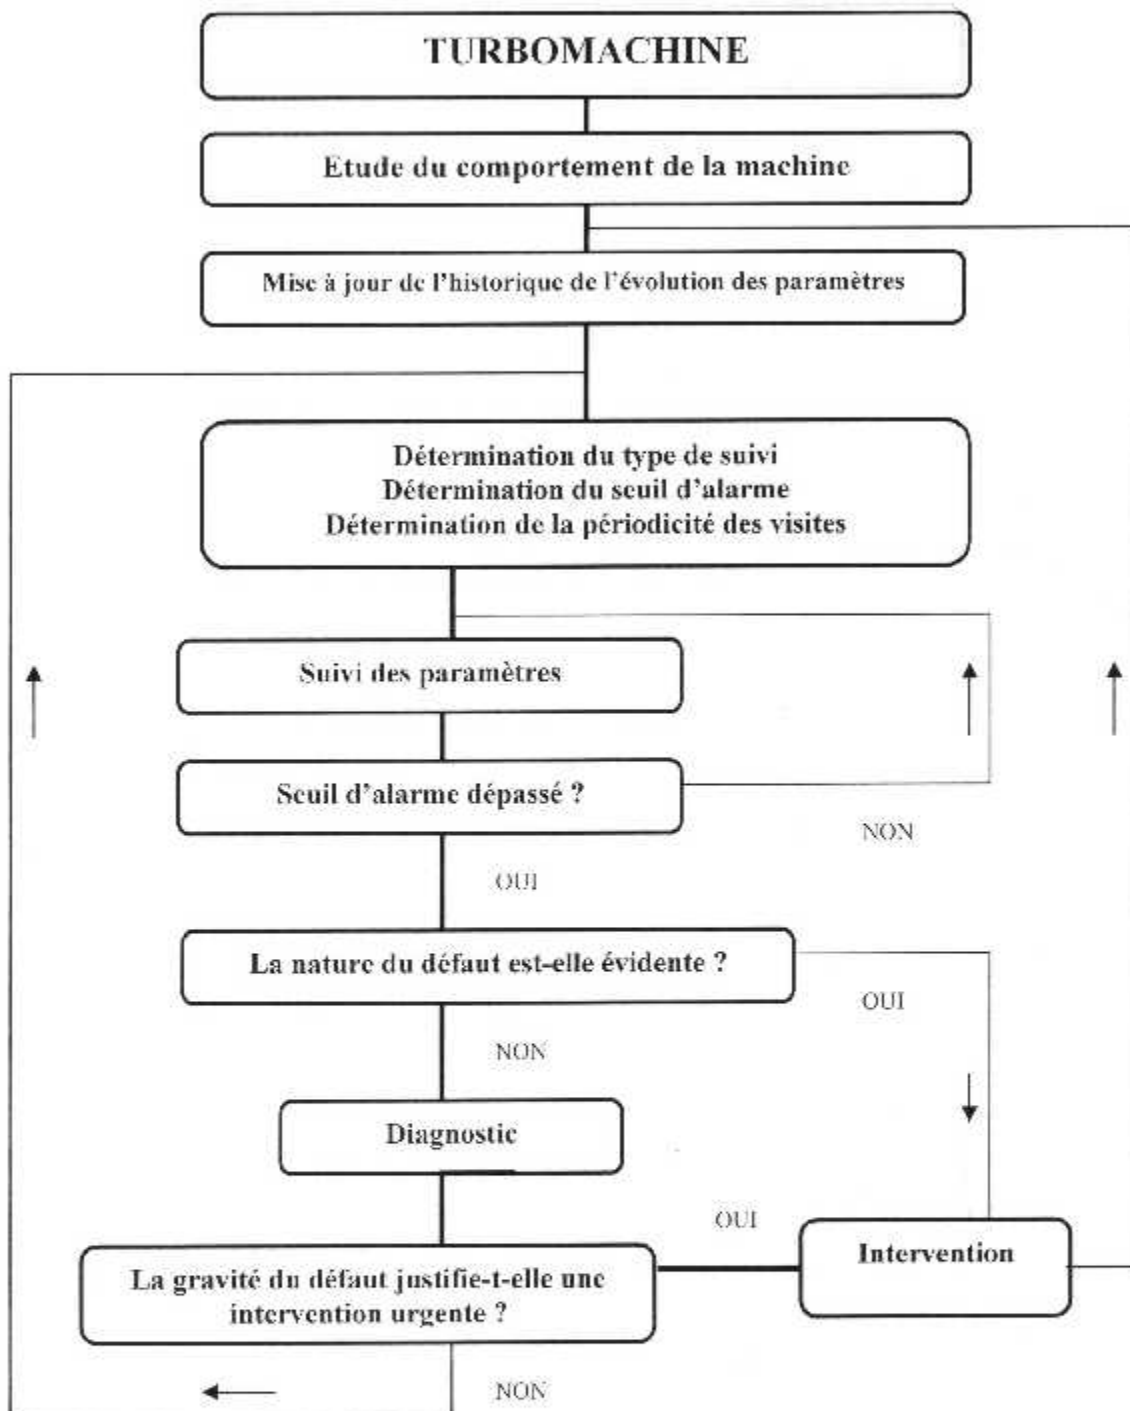 TURBOMACHINE
Etude du comportement de la machine
Mise à jour de l'historique de l'évolution des paramètres
Détermination du type de suivi
Détermination du seuil d'alarme
Détermination de la périodicité des visites
Suivi des paramètres
Seuil d'alarme dépassé ?
NON
OUI
La nature du défaut est-elle évidente ?
OUI
NON
Diagnostic
OUI
Intervention
La gravité du défaut justifie-t-elle une
intervention urgente ?
NON